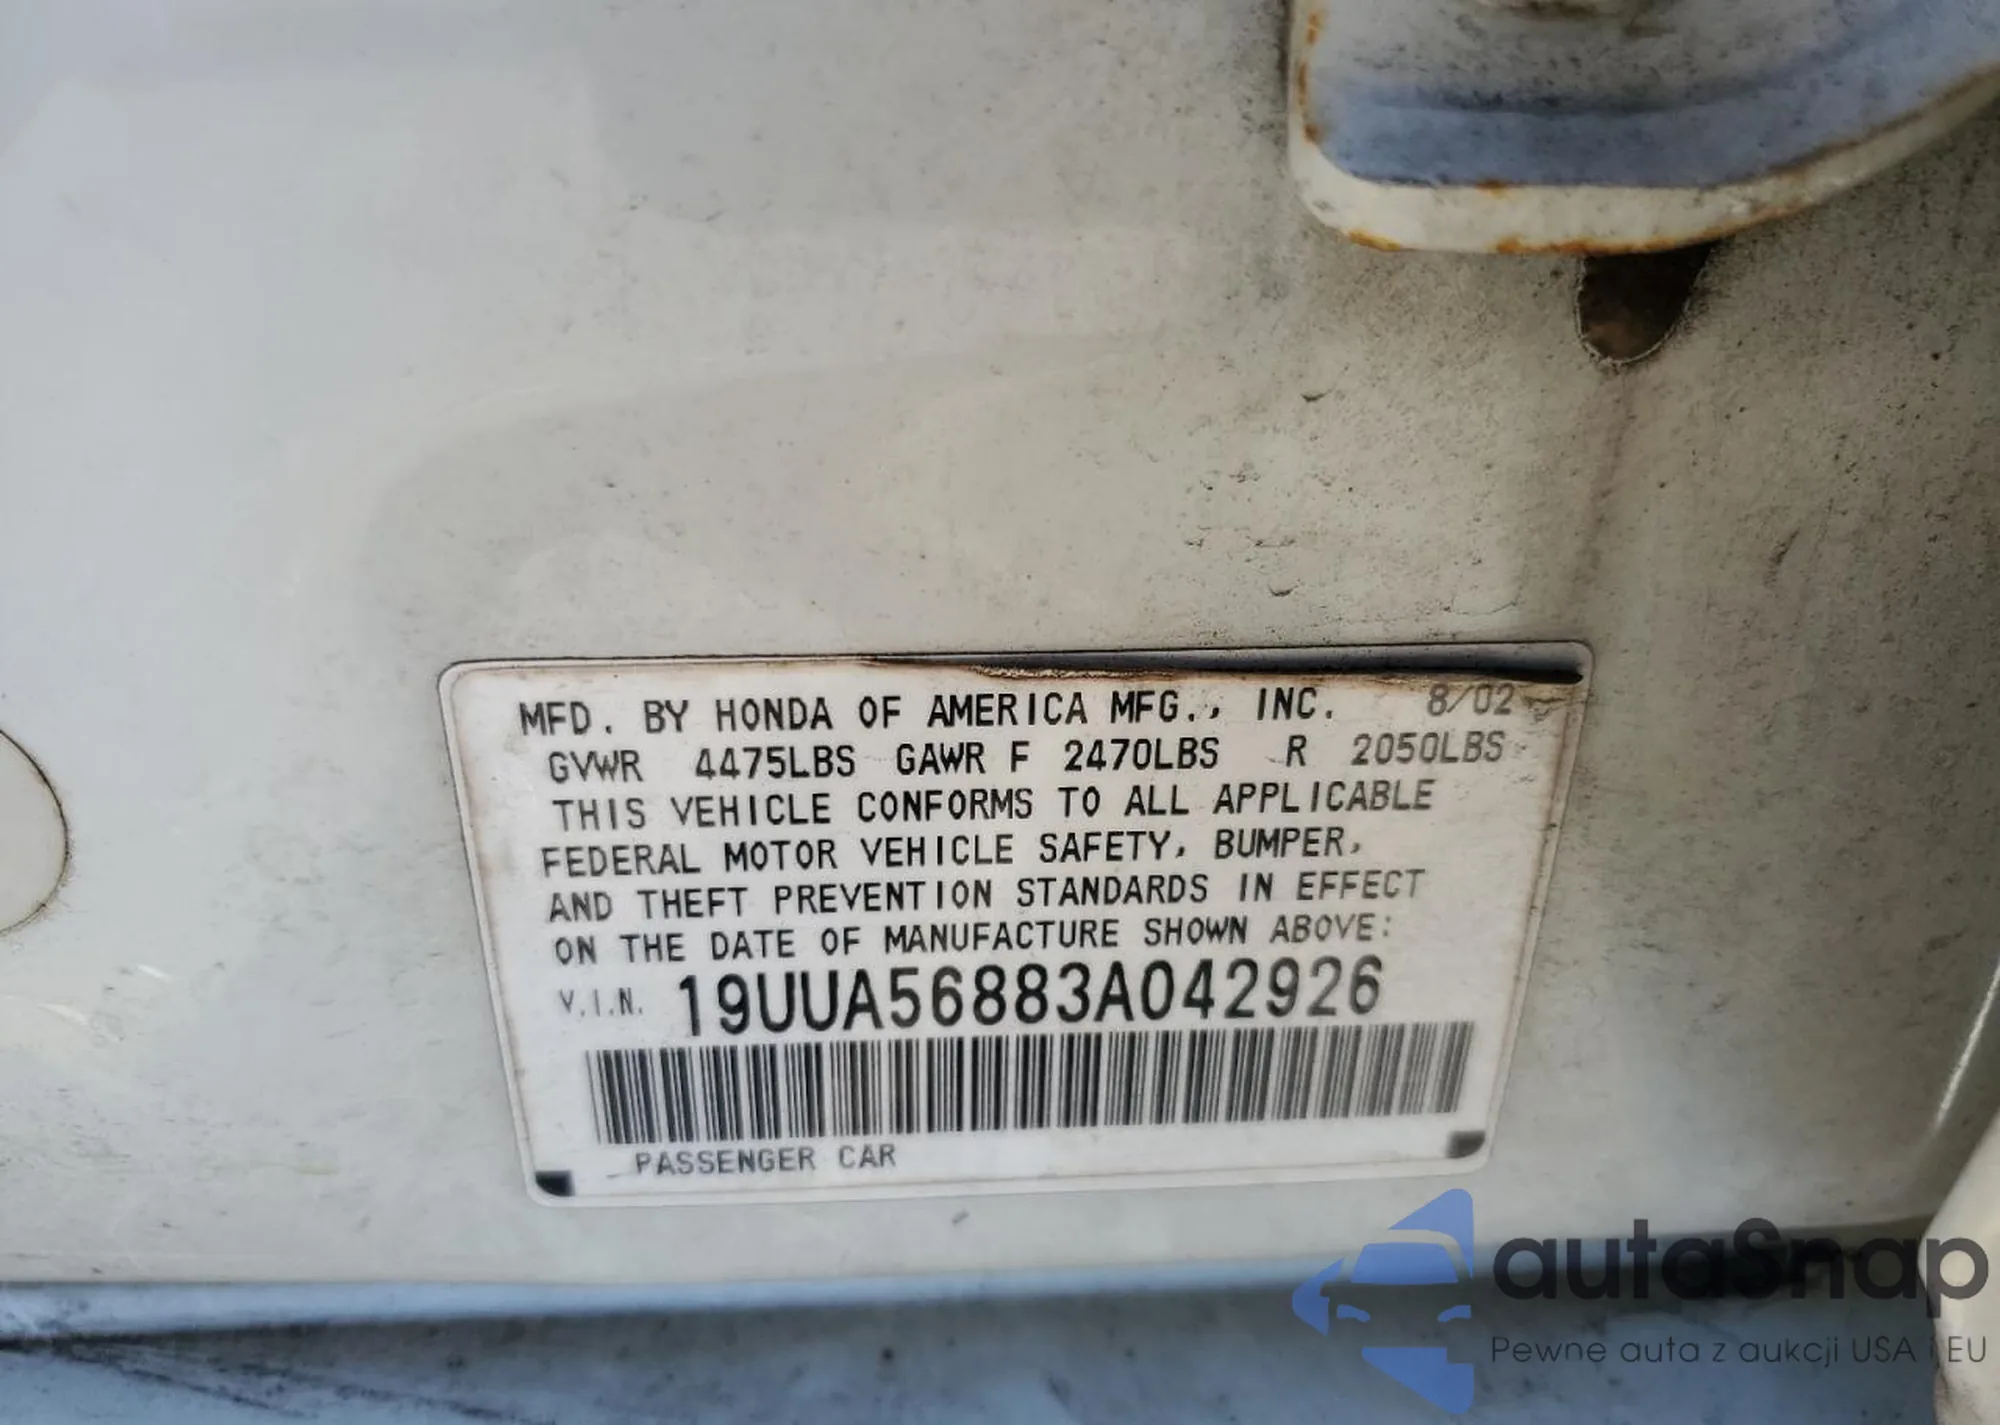 MFD. BY HONDA OF AMERICA MFG., INC. 8/02
GVWR 4475LBS GAWR F 2470LBS R 2050LBS
THIS VEHICLE CONFORMS TO ALL APPLICABLE
FEDERAL MOTOR VEHICLE SAFETY, BUMPER,
AND THEFT PREVENTION STANDARDS IN EFFECT
ON THE DATE OF MANUFACTURE SHOWN ABOVE:
V.I.N. 19UUA56883A042926
PASSENGER CAR
autoSnap
Pewne auta z aukcji USA i EU